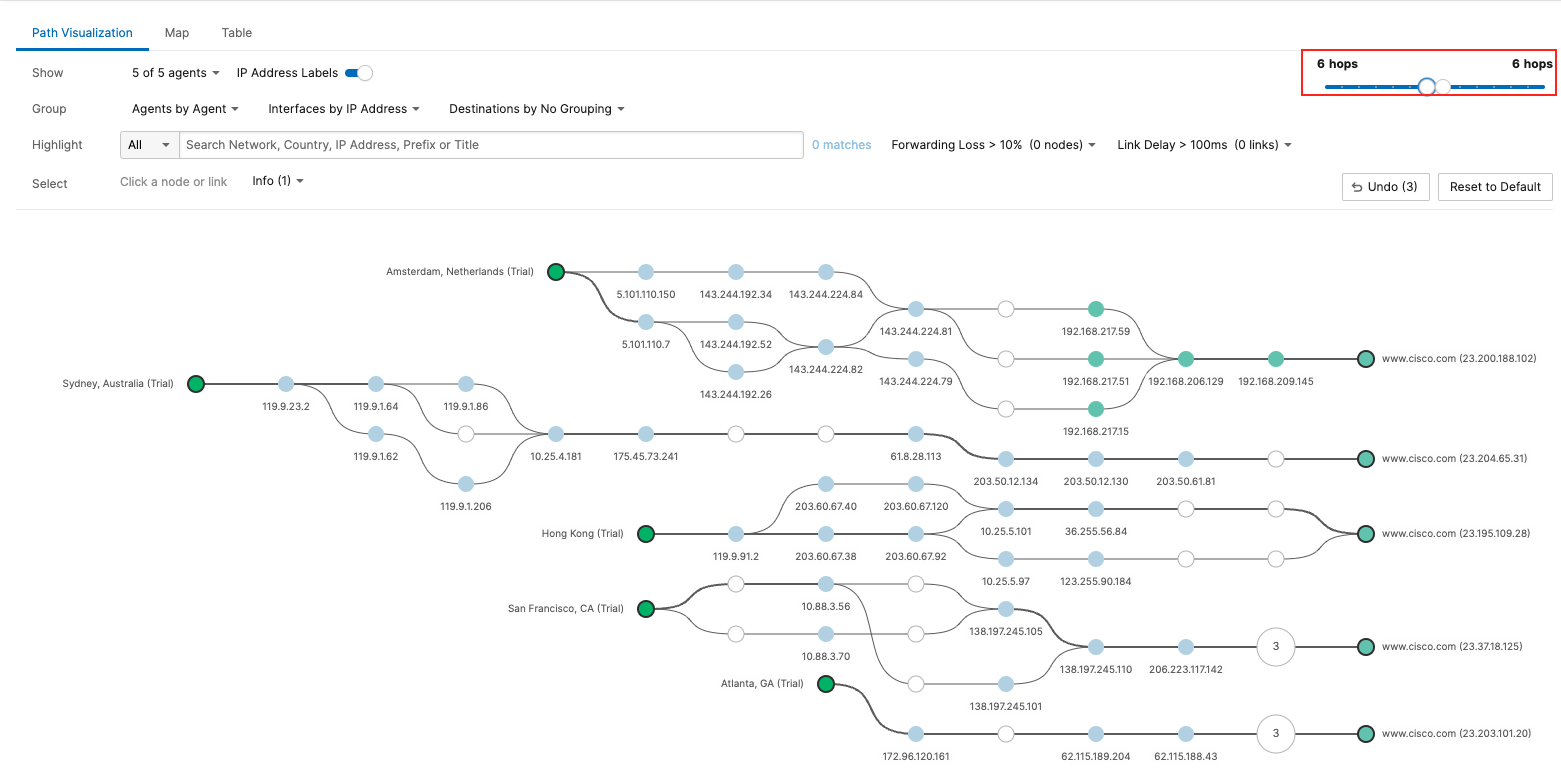 Path Visualization Map Table
Show 5 of 5 agents IP Address Labels
6 hops 6 hops
Group Agents by Agent Interfaces by IP Address Destinations by No Grouping
Highlight All Search Network, Country, IP Address, Prefix or Title 0 matches Forwarding Loss > 10% (0 nodes) Link Delay > 100ms (0 links)
Select Click a node or link Info (1) Undo (3) Reset to Default
Amsterdam, Netherlands (Trial)
5.101.110.150 143.244.192.34 143.244.224.84
143.244.224.81 192.168.217.59
5.101.110.7 143.244.192.52
143.244.224.82
www.cisco.com (23.200.188.102)
143.244.224.79 192.168.217.51 192.168.206.129 192.168.209.145
143.244.192.26
192.168.217.15
Sydney, Australia (Trial)
119.9.23.2 119.9.1.64 119.9.1.86
119.9.1.62 10.25.4.181 175.45.73.241 61.8.28.113
www.cisco.com (23.204.65.31)
203.50.12.134 203.50.12.130 203.50.61.81
119.9.1.206
203.60.67.40 203.60.67.120
Hong Kong (Trial)
10.25.5.101 36.255.56.84
www.cisco.com (23.195.109.28)
119.9.91.2 203.60.67.38 203.60.67.92
10.25.5.97 123.255.90.184
San Francisco, CA (Trial)
10.88.3.56
138.197.245.105
10.88.3.70
3 www.cisco.com (23.37.18.125)
138.197.245.110 206.223.117.142
Atlanta, GA (Trial)
138.197.245.101
3 www.cisco.com (23.203.101.20)
172.96.120.161 62.115.189.204 62.115.188.43